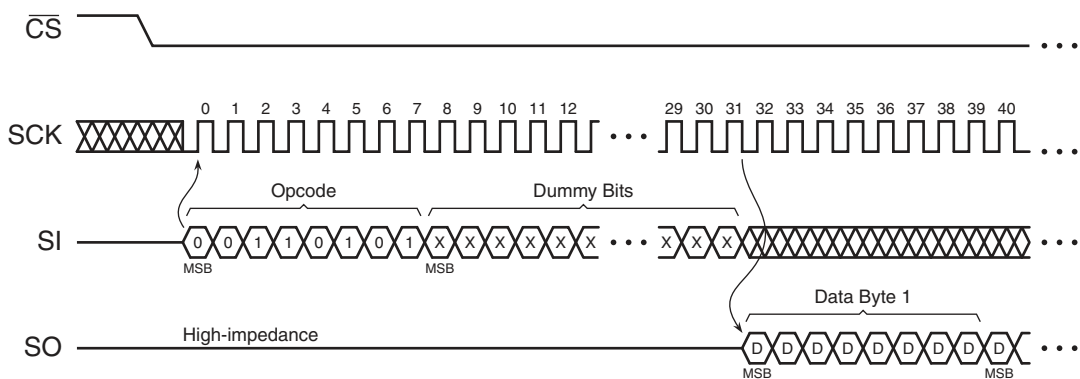 CS
0 1 2 3 4 5 6 7 8 9 10 11 12 29 30 31 32 33 34 35 36 37 38 39 40
SCK
Opcode Dummy Bits
SI 0 0 1 1 0 1 0 1 X X X X X X X X X
MSB MSB
Data Byte 1
High-impedance
SO D D D D D D D D D
MSB MSB